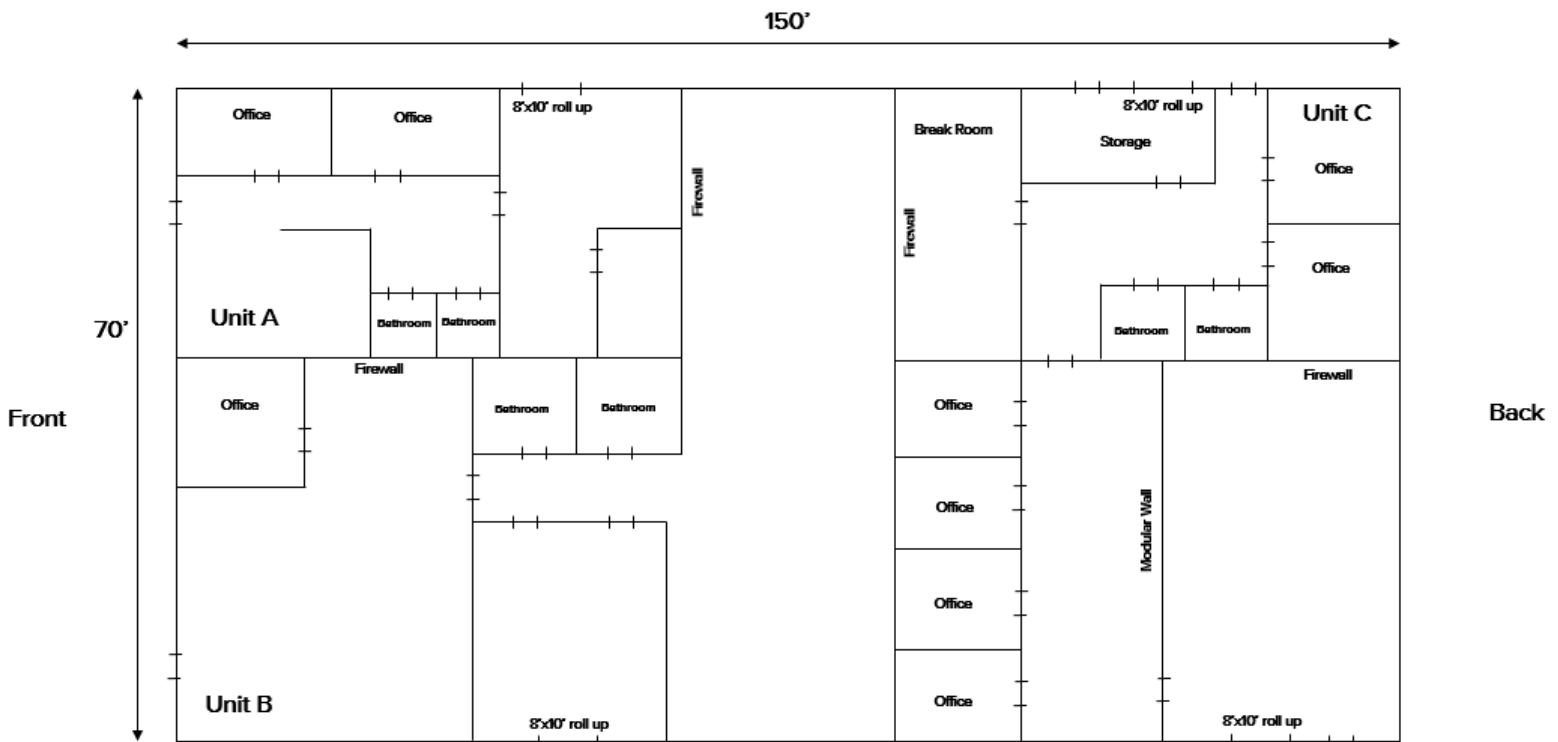 150’
Office
Office
8'x10' roll up
8'x10' roll up
Unit C
Break Room
Storage
Office
Firewall
Firewall
Office
Unit A
70’
Bathroom
Bathroom
Bathroom
Bathroom
Firewall
Firewall
Front
Office
Bathroom
Bathroom
Office
Back
Office
Modular Wall
Office
Unit B
Office
8'x10' roll up
8'x10' roll up